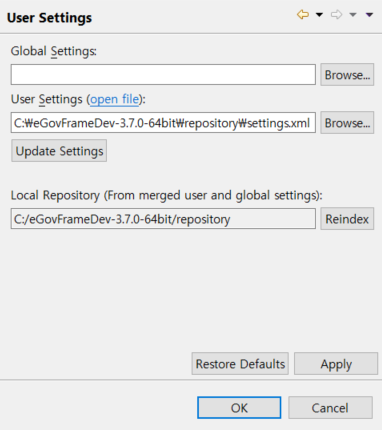 User Settings
Global Settings:
Browse...
User Settings (open file):
C:₩eGovFrameDev-3.7.0-64bit₩repository₩settings.xml
Browse...
Update Settings
Local Repository (From merged user and global settings):
C:/eGovFrameDev-3.7.0-64bit/repository
Reindex
Restore Defaults
Apply
OK
Cancel